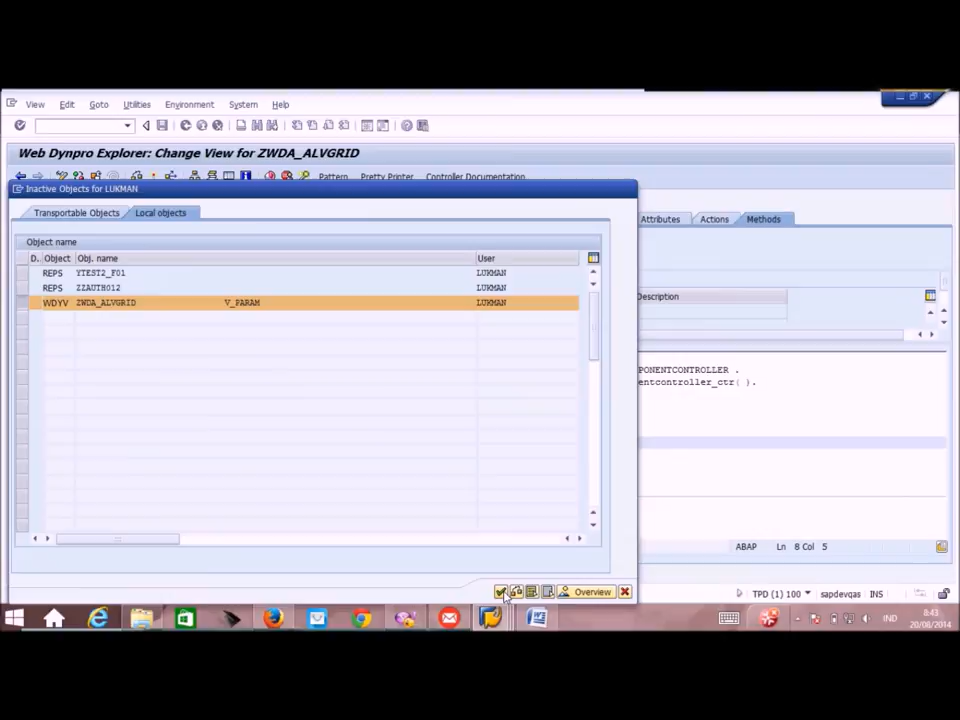 View Edit Goto Utilities Environment System Help
Web Dynpro Explorer: Change View for ZWDA_ALVGRID
Pattern Pretty Printer Controller Documentation
Inactive Objects for LUKMAN
Transportable Objects Local objects
Attributes Actions Methods
Object name
D. Object Obj. name User
REPS YTEST2_F01 LUKMAN
REPS ZZAUTH012 LUKMAN
WDYV ZWDA_ALVGRID V_PARAM LUKMAN
Description
PONENTCONTROLLER .
entcontroller_ctr( ).
ABAP Ln 8 Col 5
Overview
TPD (1) 100 sapdevqas INS
IND
8:43
20/08/2014